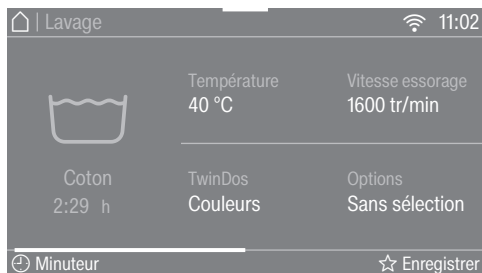 Lavage 11:02
Température Vitesse essorage
40 °C 1600 tr/min
Coton TwinDos Options
2:29 h Couleurs Sans sélection
Minuteur Enregistrer